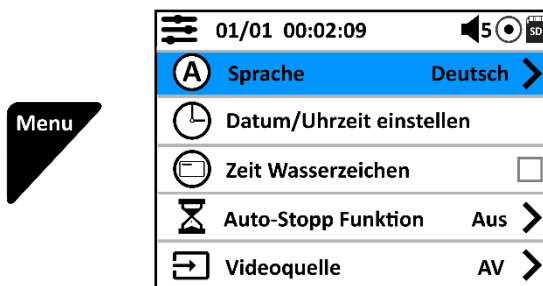 01/01 00:02:09 5 SD
Sprache Deutsch
A
Menu
Datum/Uhrzeit einstellen
Zeit Wasserzeichen
Auto-Stopp Funktion Aus
Videoquelle AV